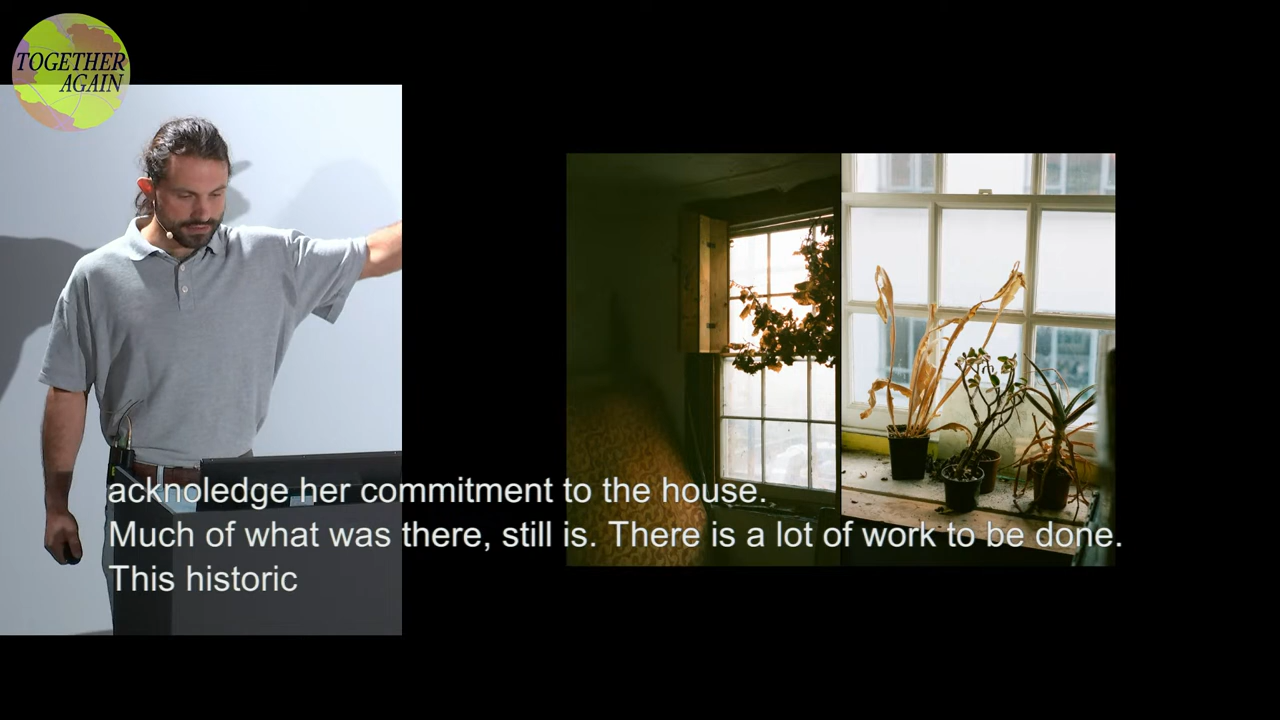 TOGETHER
AGAIN
acknoledge her commitment to the house.
Much of what was there, still is. There is a lot of work to be done.
This historic